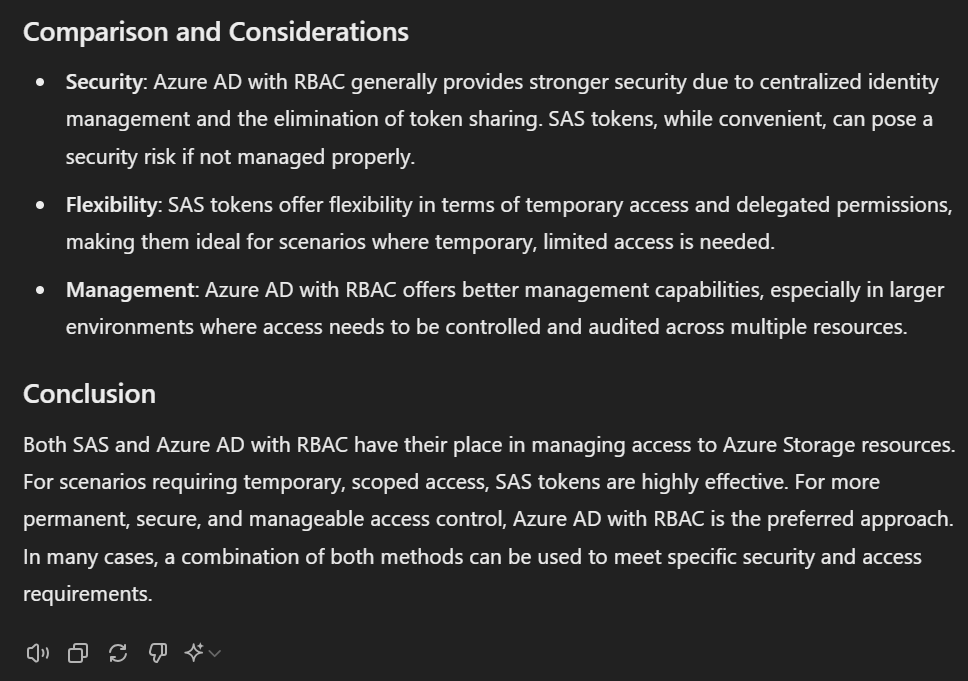 Comparison and Considerations
• Security: Azure AD with RBAC generally provides stronger security due to centralized identity
management and the elimination of token sharing. SAS tokens, while convenient, can pose a
security risk if not managed properly.
• Flexibility: SAS tokens offer flexibility in terms of temporary access and delegated permissions,
making them ideal for scenarios where temporary, limited access is needed.
• Management: Azure AD with RBAC offers better management capabilities, especially in larger
environments where access needs to be controlled and audited across multiple resources.
Conclusion
Both SAS and Azure AD with RBAC have their place in managing access to Azure Storage resources.
For scenarios requiring temporary, scoped access, SAS tokens are highly effective. For more
permanent, secure, and manageable access control, Azure AD with RBAC is the preferred approach.
In many cases, a combination of both methods can be used to meet specific security and access
requirements.